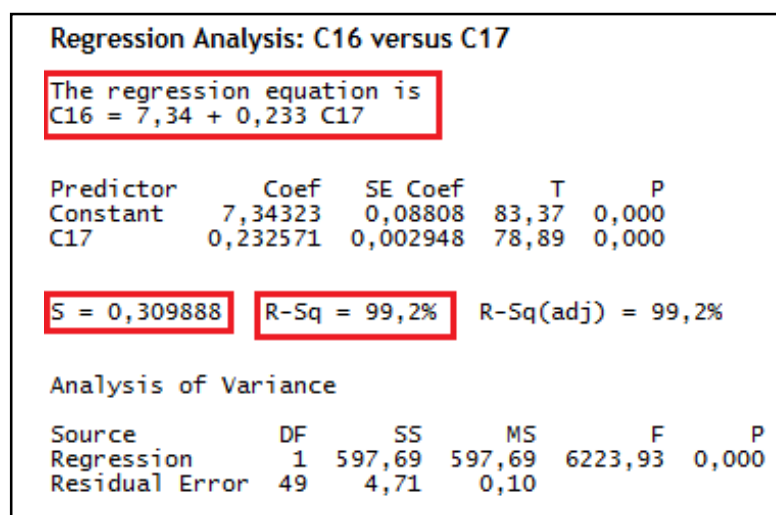 Regression Analysis: C16 versus C17
The regression equation is
C16 = 7,34 + 0,233 C17
Predictor Coef SE Coef T P
Constant 7,34323 0,08808 83,37 0,000
C17 0,232571 0,002948 78,89 0,000
S = 0,309888 R-Sq = 99,2% R-Sq(adj) = 99,2%
Analysis of Variance
Source DF SS MS F P
Regression 1 597,69 597,69 6223,93 0,000
Residual Error 49 4,71 0,10